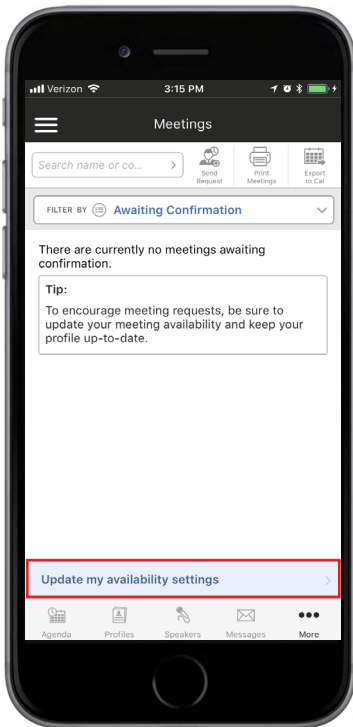 Verizon 3:15 PM
Meetings
Search name or co...
Send
Request
Print
Meetings
Export
to Cal
FILTER BY Awaiting Confirmation
There are currently no meetings awaiting
confirmation.
Tip:
To encourage meeting requests, be sure to
update your meeting availability and keep your
profile up-to-date.
Update my availability settings
Agenda Profiles Speakers Messages More